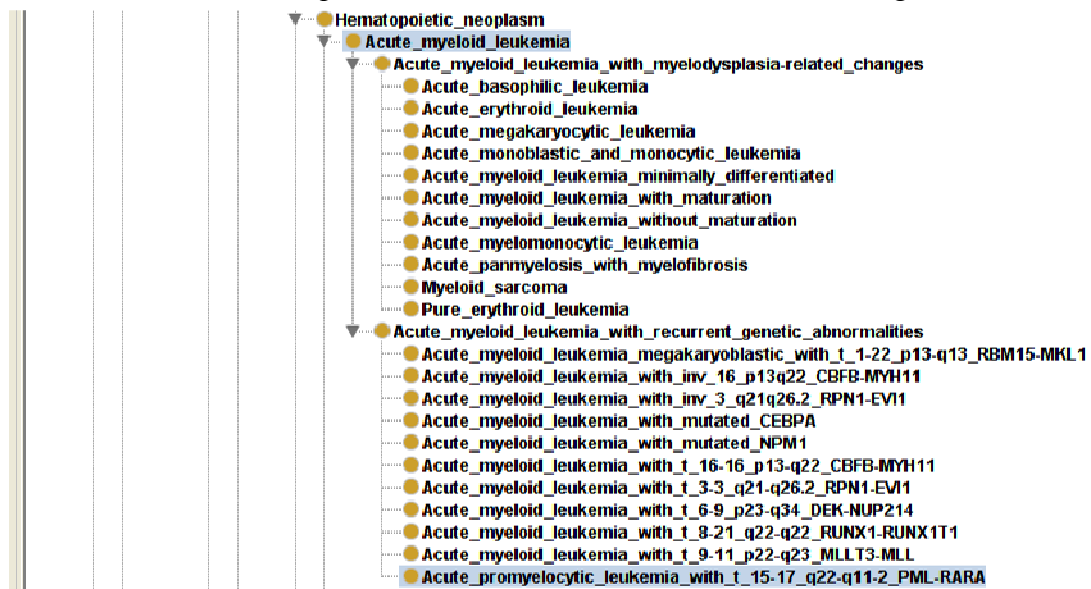 Hematopoietic_neoplasm
Acute_myeloid_leukemia
Acute_myeloid_leukemia_with_myelodysplasia-related_changes
Acute_basophilic_leukemia
Acute_erythroid_leukemia
Acute_megakaryocytic_leukemia
Acute_monoblastic_and_monocytic_leukemia
Acute_myeloid_leukemia_minimally_differentiated
Acute_myeloid_leukemia_with_maturation
Acute_myeloid_leukemia_without_maturation
Acute_myelomonocytic_leukemia
Acute_panmyelosis_with_myelofibrosis
Myeloid_sarcoma
Pure_erythroid_leukemia
Acute_myeloid_leukemia_with_recurrent_genetic_abnormalities
Acute_myeloid_leukemia_megakaryoblastic_with_t_1-22_p13-q13_RBM15-MKL1
Acute_myeloid_leukemia_with_inv_16_p13q22_CBFB-MYH11
Acute_myeloid_leukemia_with_inv_3_q21q26.2_RPN1-EVI1
Acute_myeloid_leukemia_with_mutated_CEBPA
Acute_myeloid_leukemia_with_mutated_NPM1
Acute_myeloid_leukemia_with_t_16-16_p13-q22_CBFB-MYH11
Acute_myeloid_leukemia_with_t_3-3_q21-q26.2_RPN1-EVI1
Acute_myeloid_leukemia_with_t_6-9_p23-q34_DEK-NUP214
Acute_myeloid_leukemia_with_t_8-21_q22-q22_RUNX1-RUNX1T1
Acute_myeloid_leukemia_with_t_9-11_p22-q23_MLLT3-MLL
Acute_promyelocytic_leukemia_with_t_15-17_q22-q11-2_PML-RARA